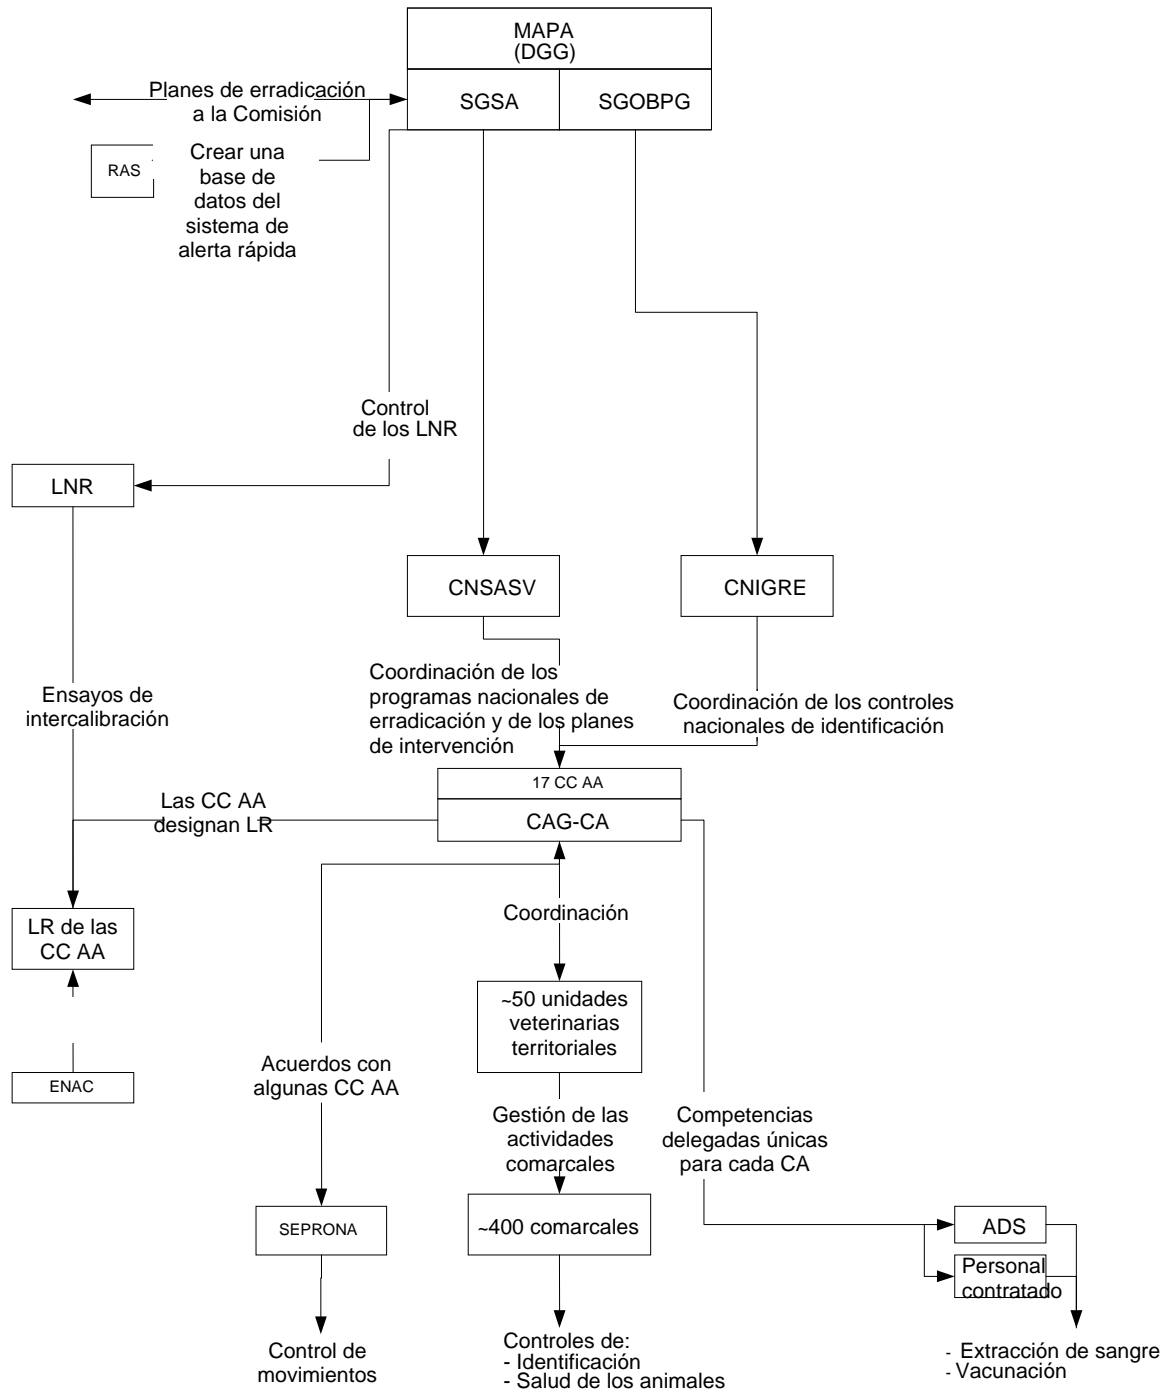 MAPA
(DGG)
SGSA
SGOBPG
Planes de erradicación
a la Comisión
RAS
Crear una
base de
datos del
sistema de
alerta rápida
Control
de los LNR
LNR
CNSASV
CNIGRE
Ensayos de
intercalibración
Coordinación de los
programas nacionales de
erradicación y de los planes
de intervención
Coordinación de los controles
nacionales de identificación
17 CC AA
CAG-CA
Las CC AA
designan LR
LR de las
CC AA
Coordinación
~50 unidades
veterinarias
territoriales
ENAC
Acuerdos con
algunas CC AA
Gestión de las
actividades
comarcales
Competencias
delegadas únicas
para cada CA
SEPRONA
~400 comarcales
ADS
Personal
contratado
Control de
movimientos
Controles de:
- Identificación
- Salud de los animales
- Extracción de sangre
- Vacunación